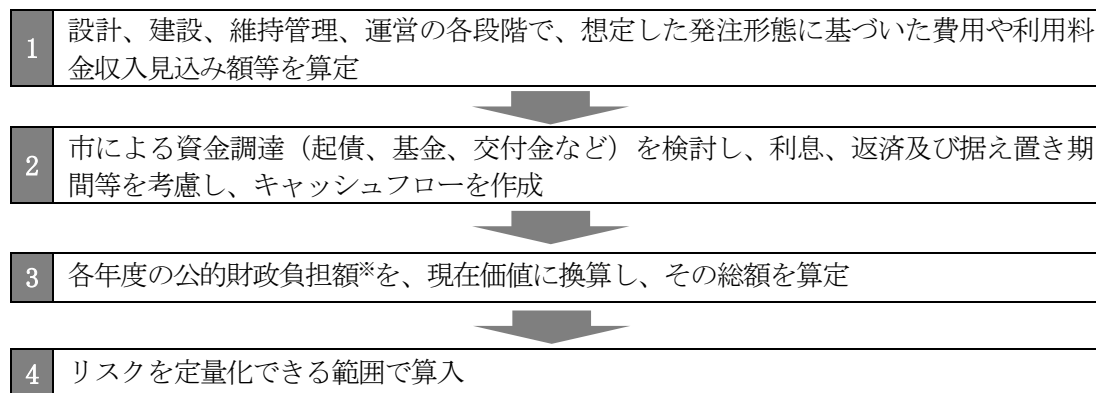 1
設計、建設、維持管理、運営の各段階で、想定した発注形態に基づいた費用や利用料
金収入見込み額等を算定
2
市による資金調達（起債、基金、交付金など）を検討し、利息、返済及び据え置き期
間等を考慮し、キャッシュフローを作成
3 各年度の公的財政負担額※を、現在価値に換算し、その総額を算定
4 リスクを定量化できる範囲で算入